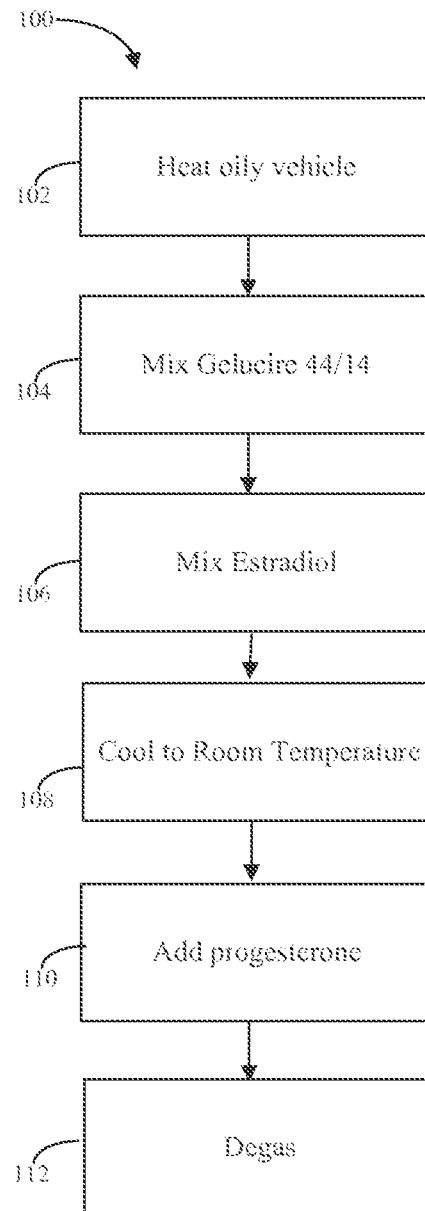 100
Heat oily vehicle
102
Mix Gelucire 44/14
104
Mix Estradiol
106
Cool to Room Temperature
108
Add progesterone
110
Degas
112